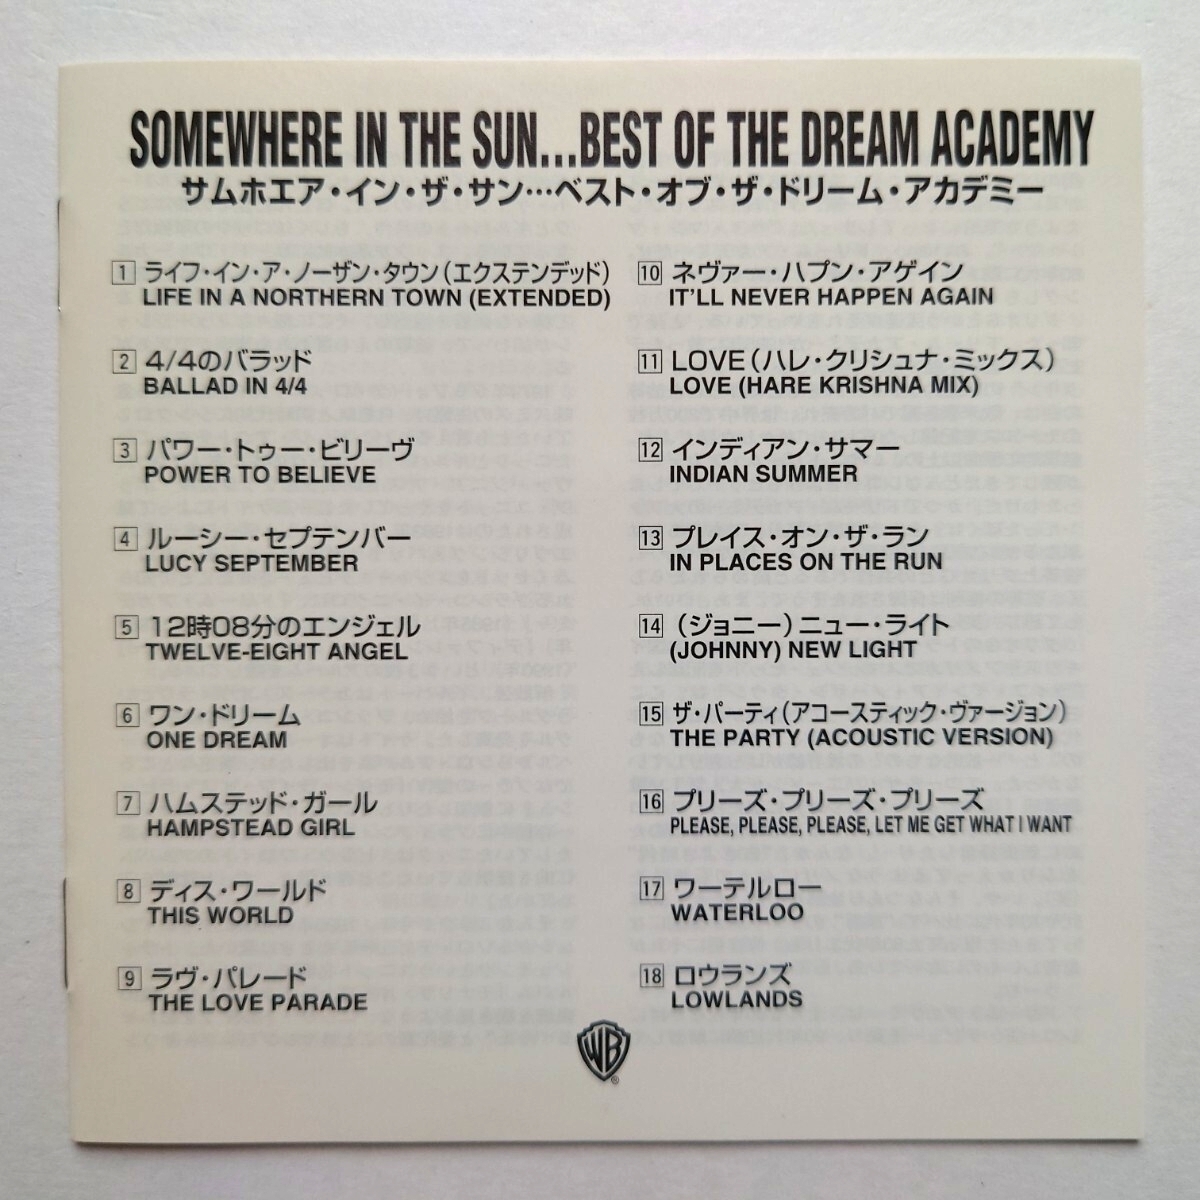 SOMEWHERE IN THE SUN...BEST OF THE DREAM ACADEMY
サムホエア・イン・ザ・サン…ベスト・オブ・ザ・ドリーム・アカデミー
1 ライフ・イン・ア・ノーザン・タウン(エクステンデッド)
LIFE IN A NORTHERN TOWN (EXTENDED)
2 4/4のバラッド
BALLAD IN 4/4
3 パワー・トゥー・ビリーヴ
POWER TO BELIEVE
4 ルーシー・セプテンバー
LUCY SEPTEMBER
5 12時08分のエンジェル
TWELVE-EIGHT ANGEL
6 ワン・ドリーム
ONE DREAM
7 ハムステッド・ガール
HAMPSTEAD GIRL
8 ディス・ワールド
THIS WORLD
9 ラヴ・パレード
THE LOVE PARADE
10 ネヴァー・ハプン・アゲイン
IT'LL NEVER HAPPEN AGAIN
11 LOVE(ハレ・クリシュナ・ミックス)
LOVE (HARE KRISHNA MIX)
12 インディアン・サマー
INDIAN SUMMER
13 プレイス・オン・ザ・ラン
IN PLACES ON THE RUN
14 (ジョニー)ニュー・ライト
(JOHNNY) NEW LIGHT
15 ザ・パーティ(アコースティック・ヴァージョン)
THE PARTY (ACOUSTIC VERSION)
16 プリーズ・プリーズ・プリーズ
PLEASE, PLEASE, PLEASE, LET ME GET WHAT I WANT
17 ワーテルロー
WATERLOO
18 ロウランズ
LOWLANDS
WB
®